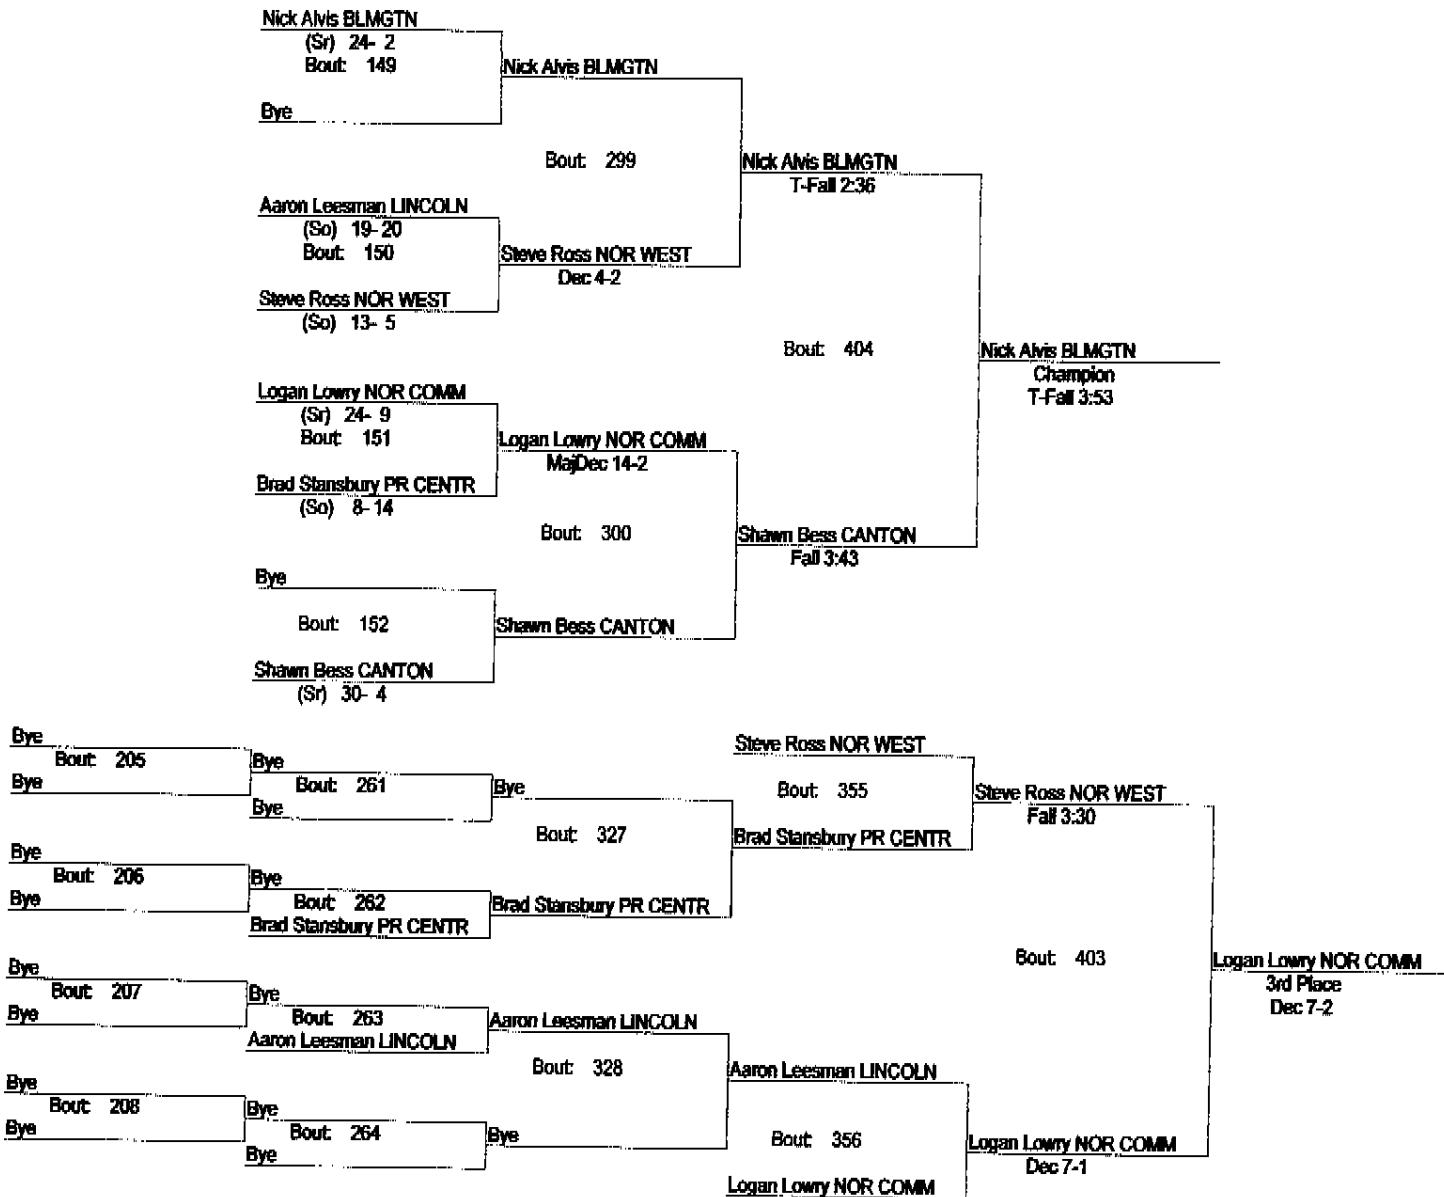 Nick Alvis BLMGTN
(Sr) 24- 2
Bout: 149
Nick Alvis BLMGTN
Bye
Bout: 299
Nick Alvis BLMGTN
T-Fall 2:36
Aaron Leesman LINCOLN
(So) 19- 20
Bout: 150
Steve Ross NOR WEST
Dec 4-2
Steve Ross NOR WEST
(So) 13- 5
Bout: 404
Nick Alvis BLMGTN
Champion
T-Fall 3:53
Logan Lowry NOR COMM
(Sr) 24- 9
Bout: 151
Logan Lowry NOR COMM
MajDec 14-2
Brad Stansbury PR CENTR
(So) 8- 14
Bout: 300
Shawn Bess CANTON
Fall 3:43
Bye
Bout: 152
Shawn Bess CANTON
Shawn Bess CANTON
(Sr) 30- 4
Bye
Bout: 205
Bye
Bye
Bout: 261
Bye
Bye
Bout: 327
Steve Ross NOR WEST
Bout: 355
Steve Ross NOR WEST
Fall 3:30
Brad Stansbury PR CENTR
Bye
Bout: 206
Bye
Bye
Bout: 262
Brad Stansbury PR CENTR
Brad Stansbury PR CENTR
Bout: 403
Logan Lowry NOR COMM
3rd Place
Dec 7-2
Bye
Bout: 207
Bye
Bye
Bout: 263
Aaron Leesman LINCOLN
Aaron Leesman LINCOLN
Bout: 328
Aaron Leesman LINCOLN
Bye
Bout: 208
Bye
Bye
Bout: 264
Bye
Bye
Bout: 356
Logan Lowry NOR COMM
Dec 7-1
Logan Lowry NOR COMM